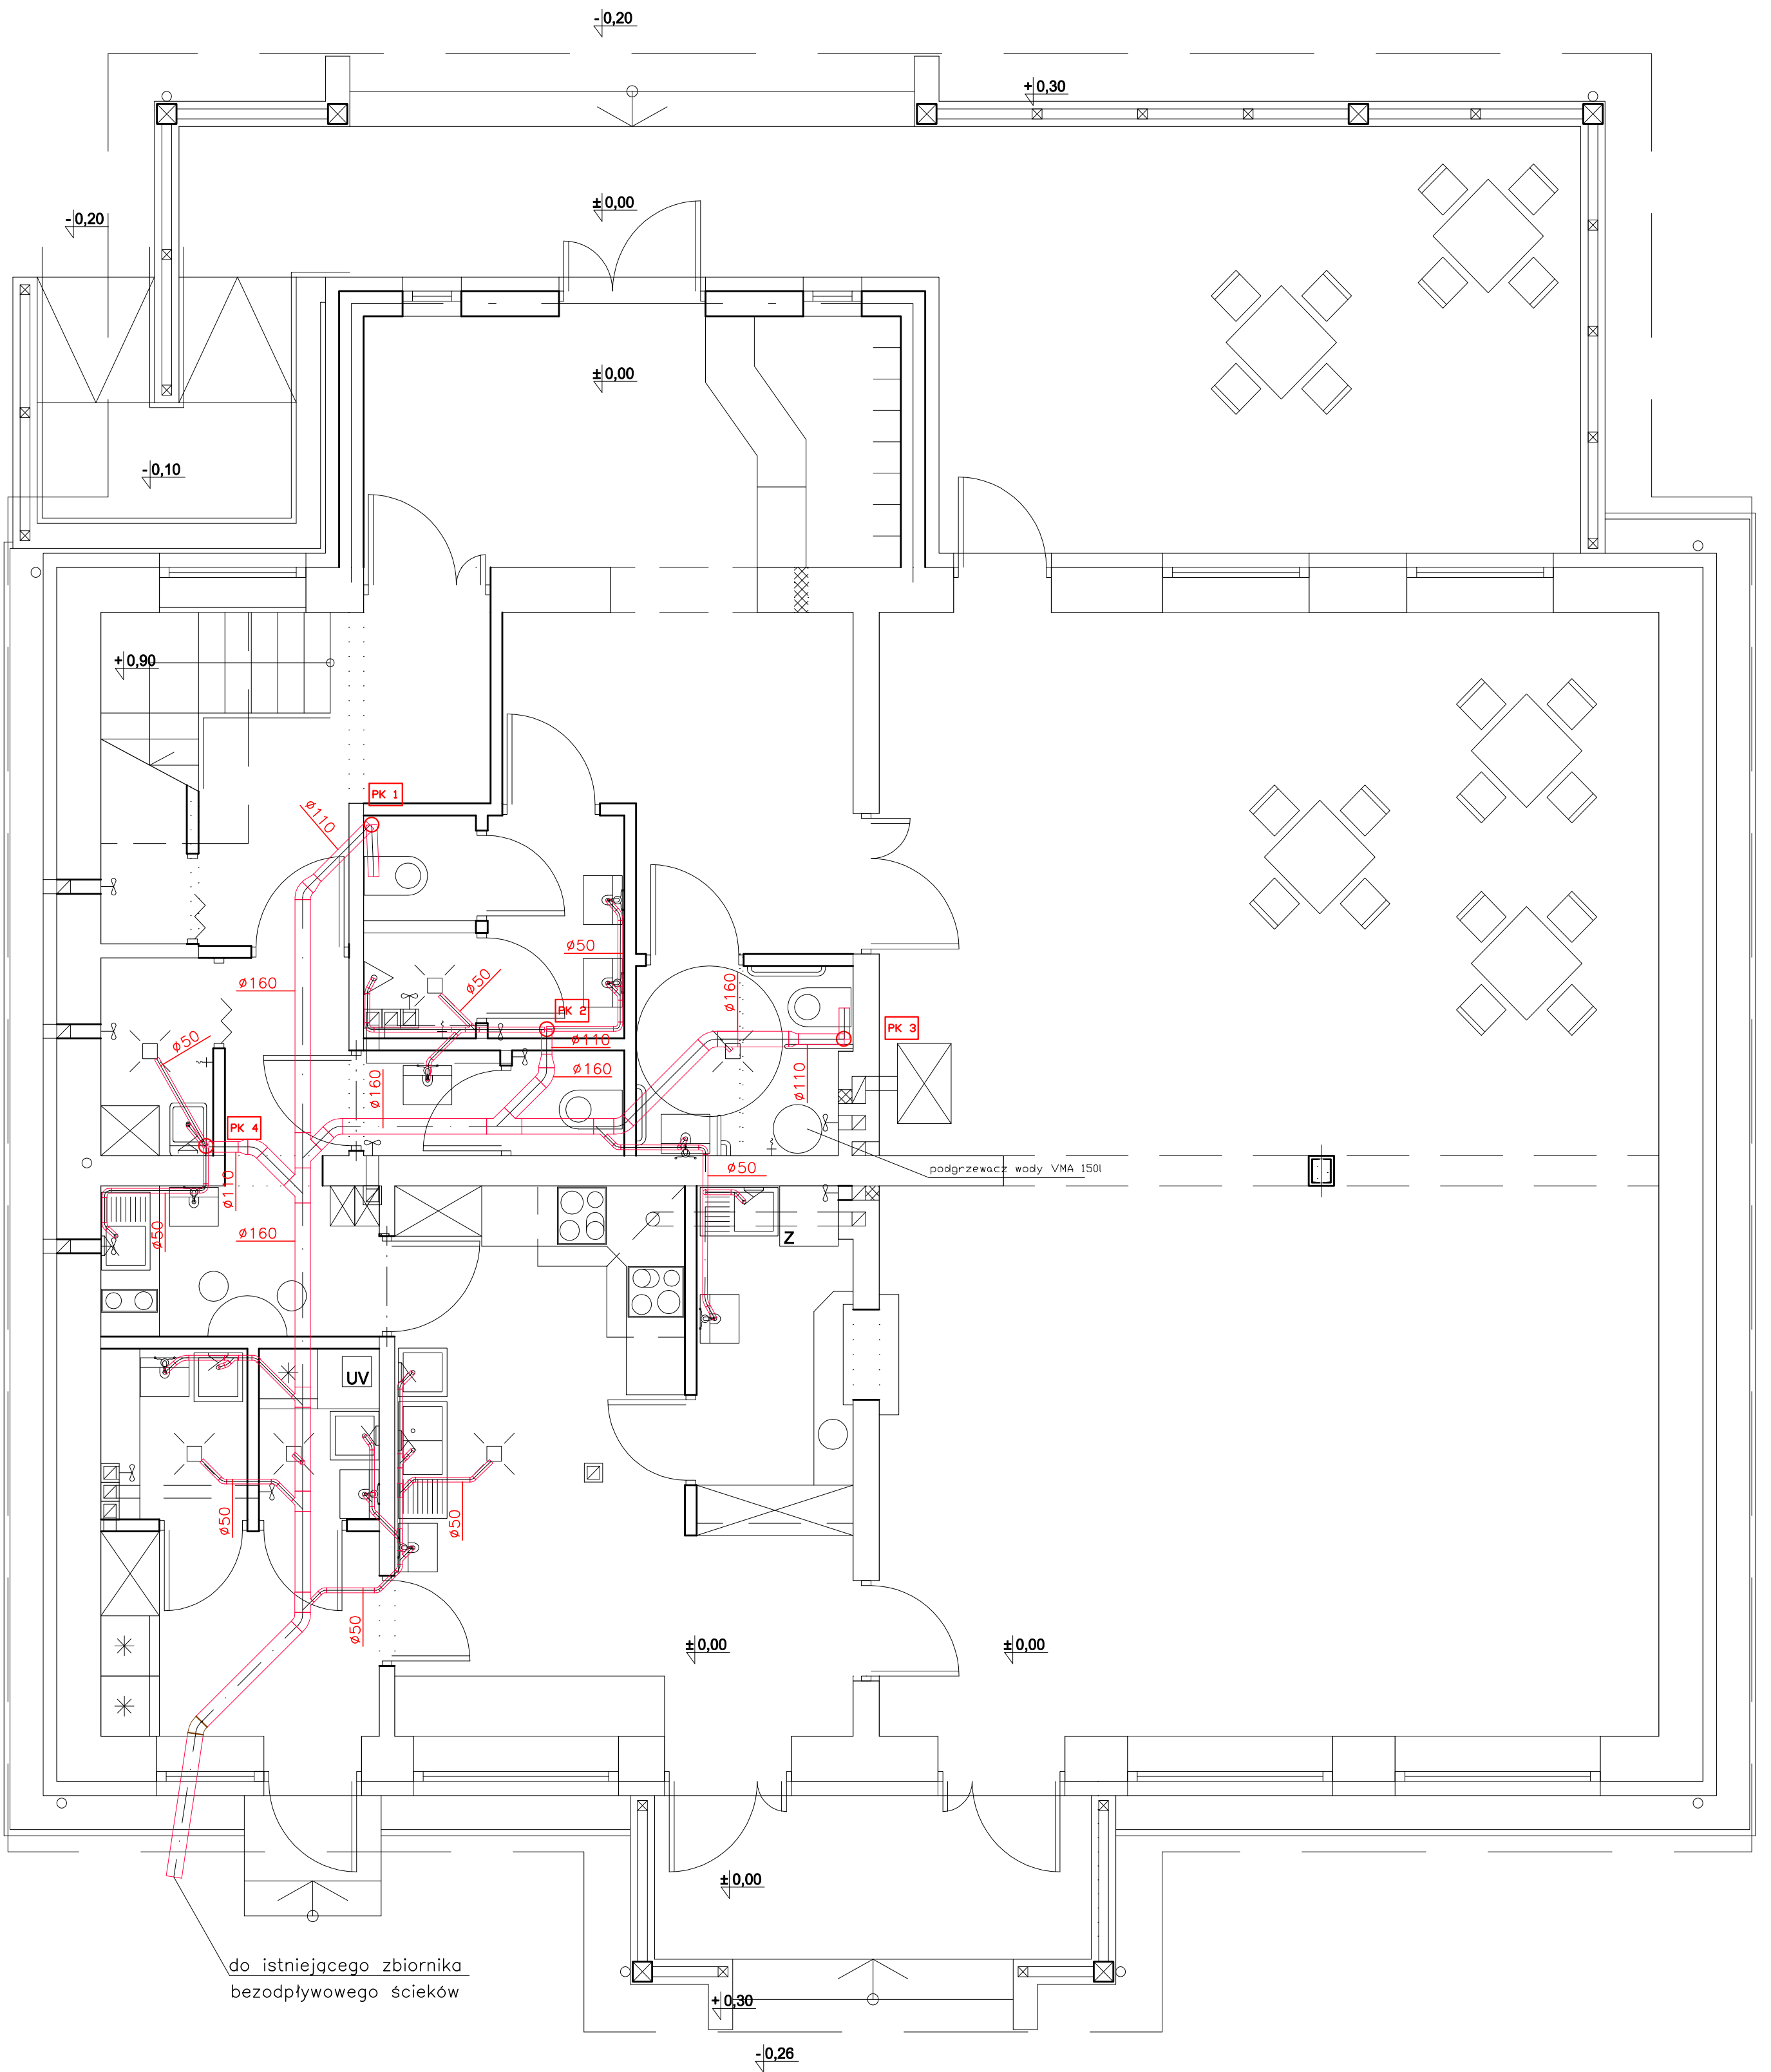 - 0,20
+ 0,30
± 0,00
- 0,20
± 0,00
- 0,10
+ 0,90
PK 1
ø110
ø50
ø160
ø50
ø160
PK 2
PK 3
ø50
ø110
ø160
ø160
ø110
PK 4
podgrzewacz wody VMA 150l
ø50
ø110
ø50
ø160
Z
UV
ø50
ø50
ø50
± 0,00
± 0,00
± 0,00
do istniejącego zbiornika
bezodpływowego ścieków
+ 0,30
- 0,26